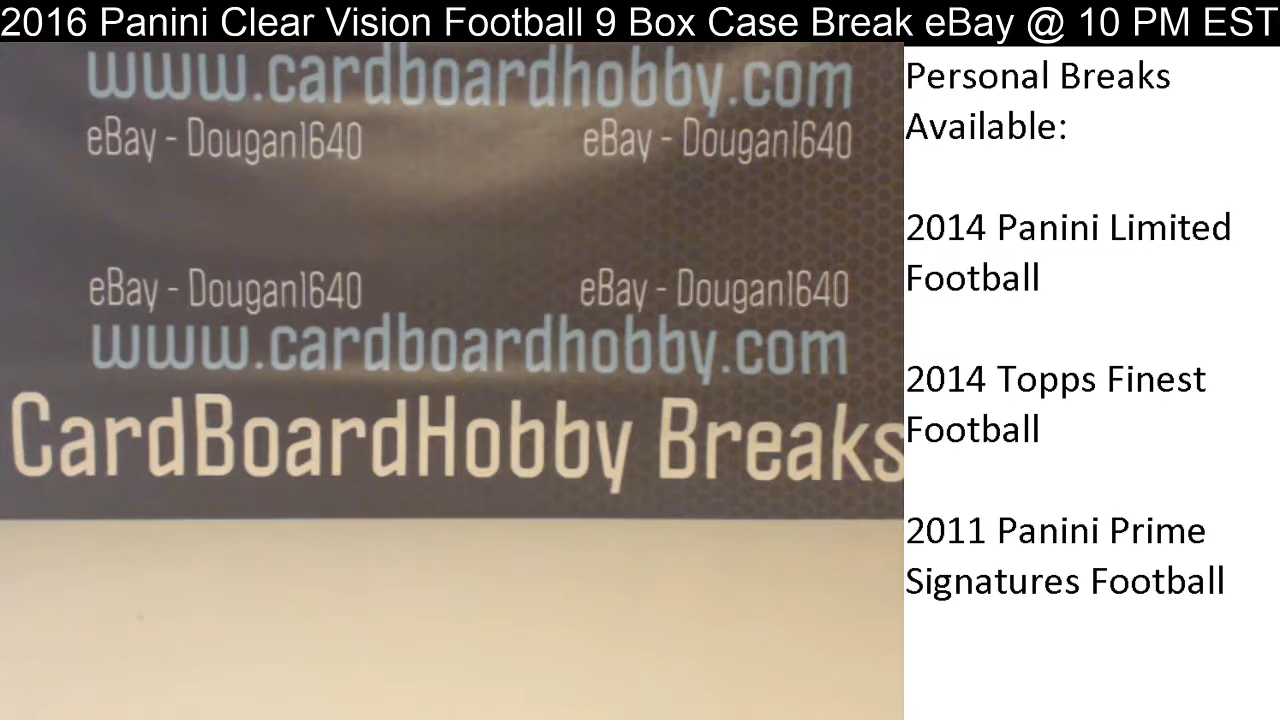 2016 Panini Clear Vision Football 9 Box Case Break eBay @ 10 PM EST
www.cardboardhobby.com
eBay - Dougan1640 eBay - Dougan1640
eBay - Dougan1640 eBay - Dougan1640
www.cardboardhobby.com
CardBoardHobby Breaks
Personal Breaks
Available:
2014 Panini Limited
Football
2014 Topps Finest
Football
2011 Panini Prime
Signatures Football